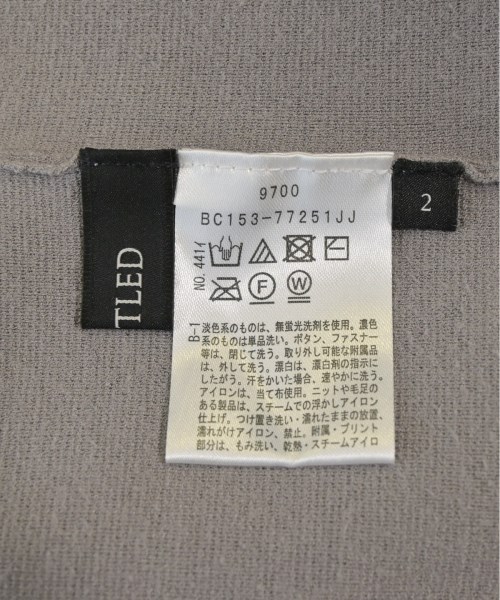 TLED
9700
BC153-77251JJ
2
NO.441イ
F
W
B-1
淡色系のものは、無蛍光洗剤を使用。濃色
系のものは単品洗い。ボタン、ファスナー
等は、閉じて洗う。取り外し可能な附属品
は、外して洗う。漂白は、漂白剤の指示に
したがう。汗をかいた場合、速やかに洗う。
アイロンは、当て布使用。ニットや毛足の
ある製品は、スチームでの浮かしアイロン
仕上げ。つけ置き洗い・濡れたままの放置、
濡れがけアイロン、禁止。附属・プリント
部分は、もみ洗い、乾熱・スチームアイロ